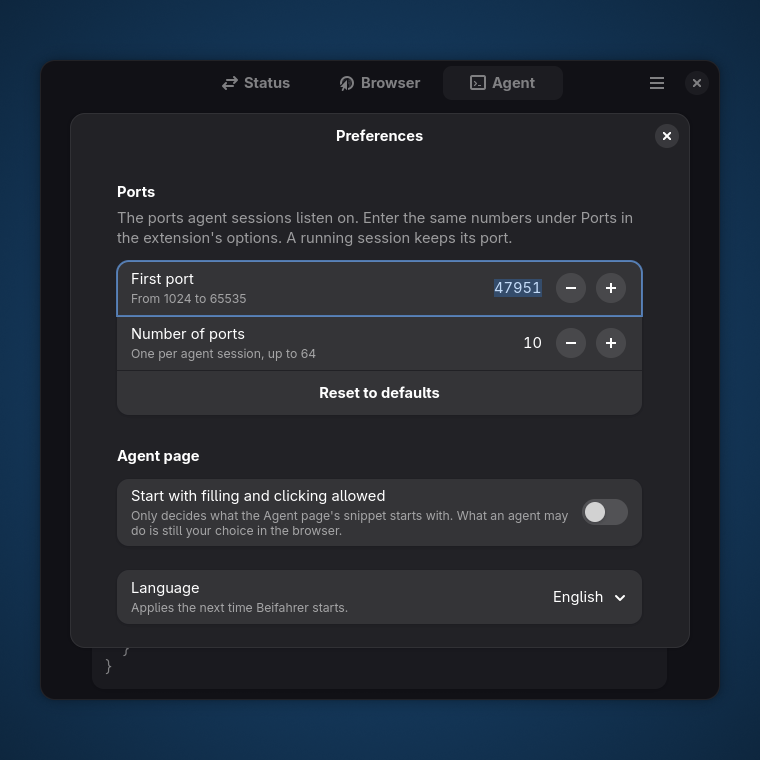 Status
Browser
Agent
Preferences
Ports
The ports agent sessions listen on. Enter the same numbers under Ports in
the extension's options. A running session keeps its port.
First port
From 1024 to 65535
47951
Number of ports
One per agent session, up to 64
10
Reset to defaults
Agent page
Start with filling and clicking allowed
Only decides what the Agent page's snippet starts with. What an agent may
do is still your choice in the browser.
Language
Applies the next time Beifahrer starts.
English
}
}